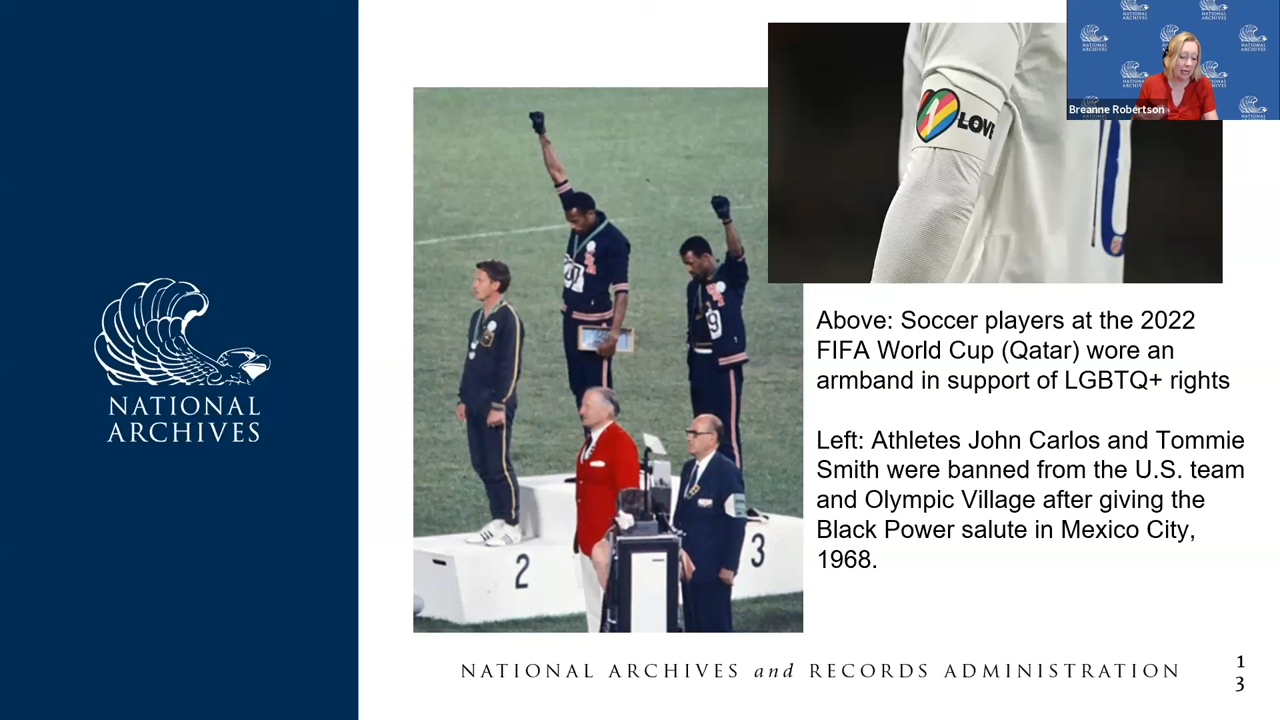 NATIONAL
ARCHIVES
1
LOVE
Breanne Robertson
2
3
9
Above: Soccer players at the 2022
FIFA World Cup (Qatar) wore an
armband in support of LGBTQ+ rights
Left: Athletes John Carlos and Tommie
Smith were banned from the U.S. team
and Olympic Village after giving the
Black Power salute in Mexico City,
1968.
NATIONAL ARCHIVES and RECORDS ADMINISTRATION
1
3